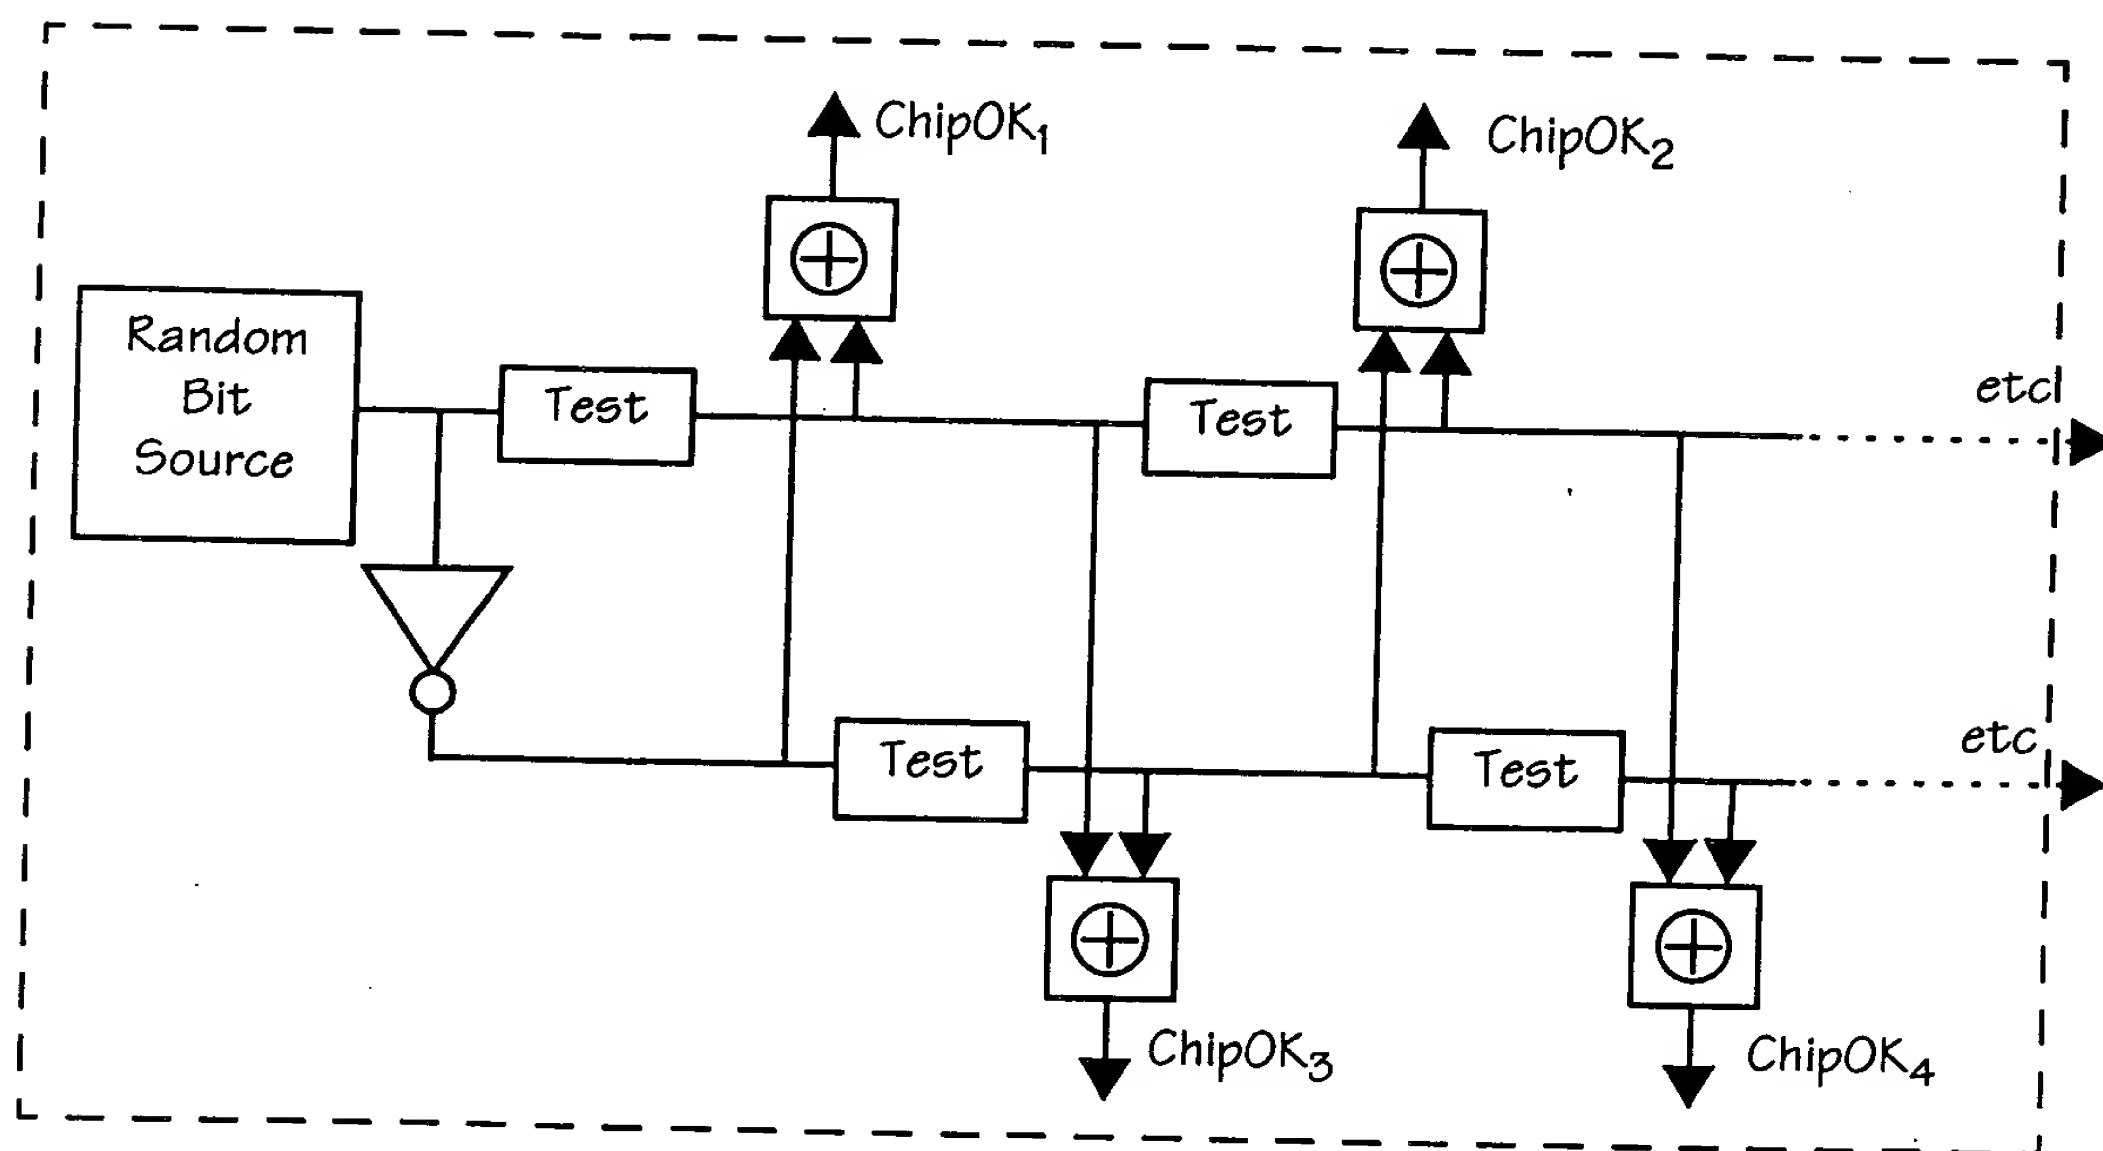 ChipOK₁
ChipOK₂
Random
Bit
Source
Test
Test
etc
Test
Test
etc
ChipOK₃
ChipOK₄